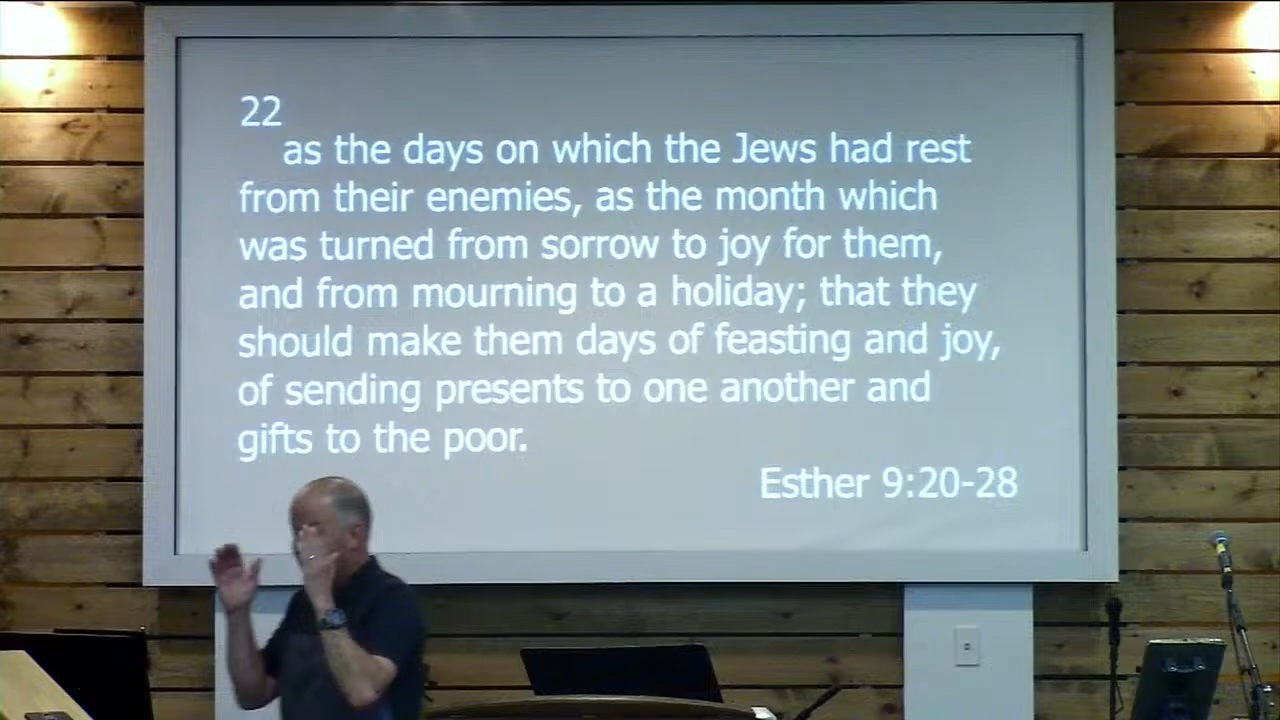 22
as the days on which the Jews had rest
from their enemies, as the month which
was turned from sorrow to joy for them,
and from mourning to a holiday; that they
should make them days of feasting and joy,
of sending presents to one another and
gifts to the poor.
Esther 9:20-28